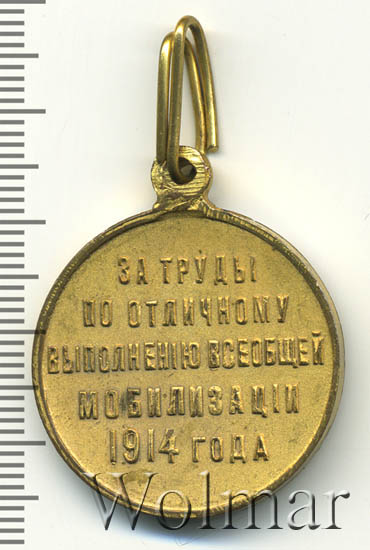 ЗА ТРУДЫ
ПО ОТЛИЧНОМУ
ВЫПОЛНЕНІЮ ВСЕОБЩЕЙ
МОБИЛИЗАЦІИ
1914 ГОДА
Wolmar